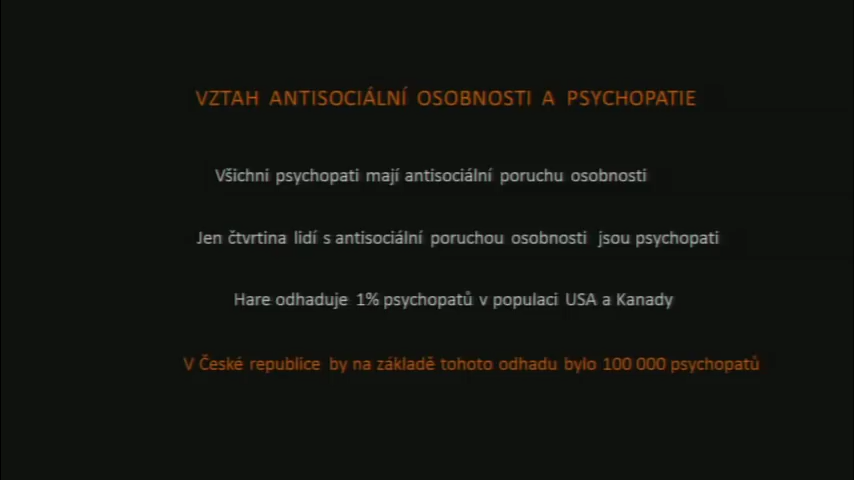 VZTAH ANTISOCIÁLNÍ OSOBNOSTI A PSYCHOPATIE
Všichni psychopati mají antisociální poruchu osobnosti
Jen čtvrtina lidí s antisociální poruchou osobnosti jsou psychopati
Hare odhaduje 1% psychopatů v populaci USA a Kanady
V České republice by na základě tohoto odhadu bylo 100 000 psychopatů